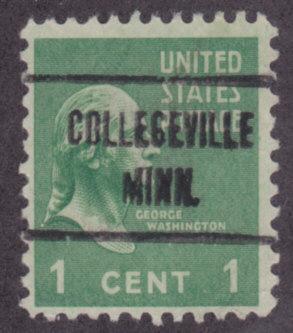 UNITED
STATES
COLLEGEVILLE
MINN.
GEORGE
WASHINGTON
1 CENT 1